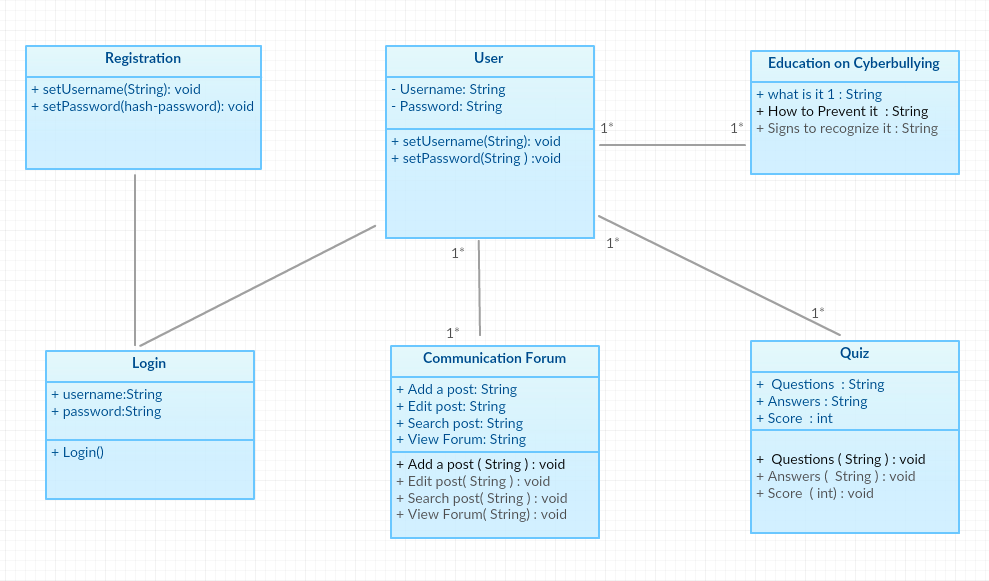 Registration
+ setUsername(String): void
+ setPassword(hash-password): void
User
- Username: String
- Password: String
+ setUsername(String): void
+ setPassword(String ) :void
Education on Cyberbullying
+ what is it 1 : String
+ How to Prevent it  : String
+ Signs to recognize it : String
1*
1*
1*
1*
1*
1*
Login
+ username:String
+ password:String
+ Login()
Communication Forum
+ Add a post: String
+ Edit post: String
+ Search post: String
+ View Forum: String
+ Add a post ( String ) : void
+ Edit post( String ) : void
+ Search post( String ) : void
+ View Forum( String) : void
Quiz
+  Questions  : String
+ Answers : String
+ Score  : int
+  Questions ( String ) : void
+ Answers (  String ) : void
+ Score  ( int) : void